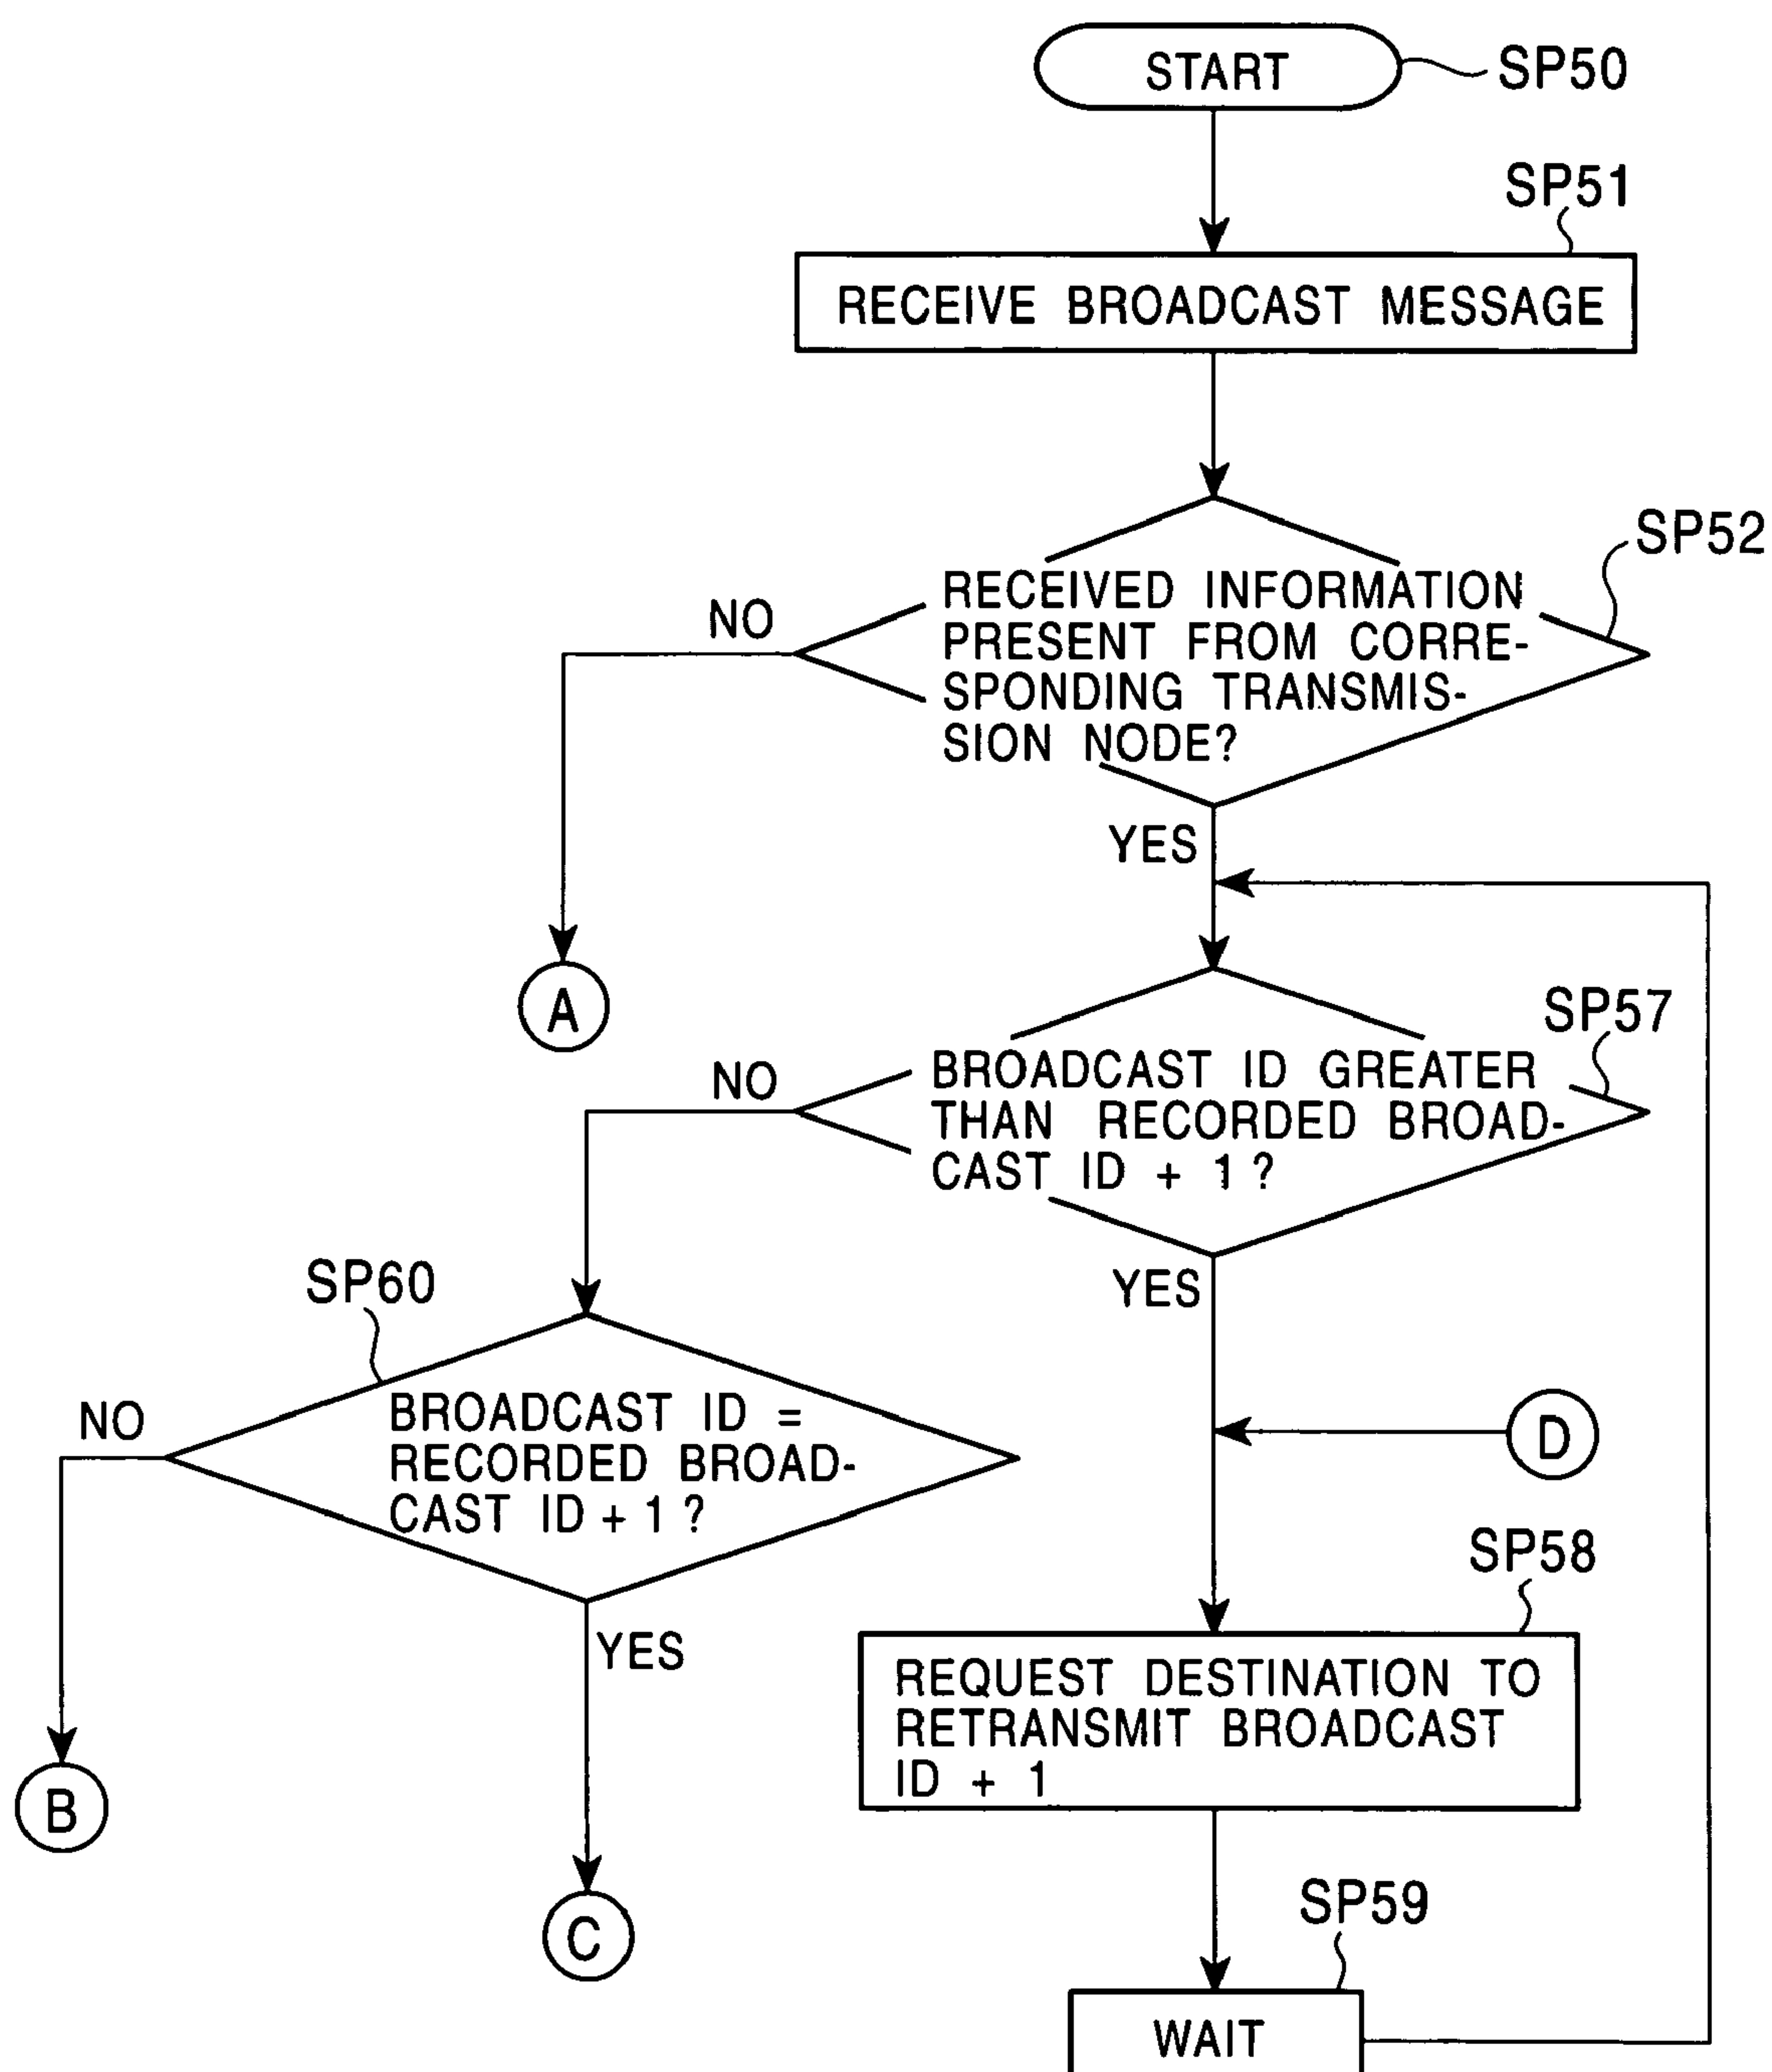 START
SP50
SP51
RECEIVE BROADCAST MESSAGE
SP52
RECEIVED INFORMATION
PRESENT FROM CORRE-
SPONDING TRANSMIS-
SION NODE?
NO
YES
A
SP57
BROADCAST ID GREATER
THAN RECORDED BROAD-
CAST ID + 1 ?
NO
YES
SP60
BROADCAST ID =
RECORDED BROAD-
CAST ID + 1 ?
NO
YES
D
SP58
REQUEST DESTINATION TO
RETRANSMIT BROADCAST
ID + 1
B
C
SP59
WAIT